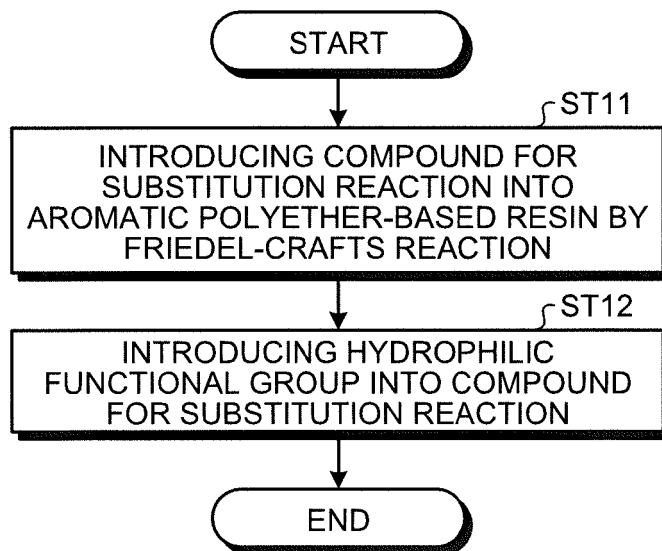 START
ST11
INTRODUCING COMPOUND FOR
SUBSTITUTION REACTION INTO
AROMATIC POLYETHER-BASED RESIN BY
FRIEDEL-CRAFTS REACTION
ST12
INTRODUCING HYDROPHILIC
FUNCTIONAL GROUP INTO COMPOUND
FOR SUBSTITUTION REACTION
END